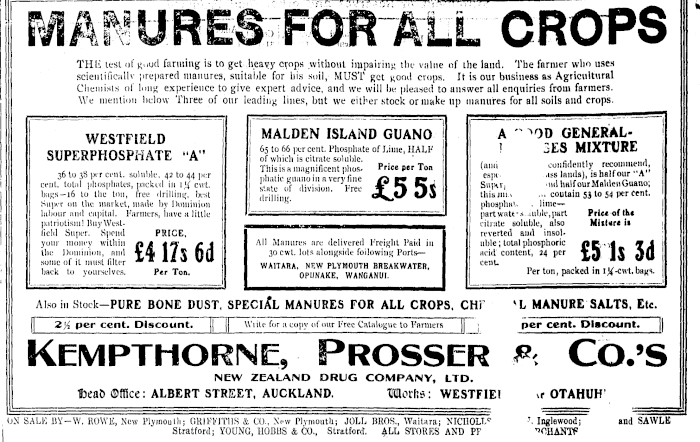 MANURES FOR ALL CROPS
THE test of good farming is to get heavy crops without impairing the value of the land. The farmer who uses
scientifically prepared manures, suitable for his soil, MUST get good crops. It is our business as Agricultural
Chemists of long experience to give expert advice, and we will be pleased to answer all enquiries from farmers.
We mention below Three of our leading lines, but we either stock or make up manures for all soils and crops.
WESTFIELD
SUPERPHOSPHATE "A"
36 to 38 per cent. soluble. 42 to 44 per
cent. total phosphates, packed in 1¼ cwt.
bags—16 to the ton, free drilling, best
Super on the market, made by Dominion
labour and capital. Farmers, have a little
patriotism! Buy West-
field Super. Spend
your money within
the Dominion, and
some of it must filter
back to yourselves.
PRICE,
£4 17s 6d
Per Ton.
MALDEN ISLAND GUANO
65 to 66 per cent. Phosphate of Lime, HALF
of which is citrate soluble.
This is a magnificent phos-
phatic guano in a very fine
state of division. Free
drilling.
Price per Ton
£5 5s
All Manures are delivered Freight Paid in
30 cwt. lots alongside following Ports—
WAITARA, NEW PLYMOUTH BREAKWATER,
OPUNAKE, WANGANUI.
A GOOD GENERAL-
ES MIXTURE
(and confidently recommend,
ass lands), is half our "A"
Super, and half our Malden Guano;
this contain 53 to 54 per cent.
lime—
part water soluble, part
citrate soluble, also
reverted and insol-
uble; total phosphoric
acid content, 24 per
cent.
Price of the
Mixture is
£5 1s 3d
Per ton, packed in 1¼-cwt. bags.
Also in Stock—PURE BONE DUST, SPECIAL MANURES FOR ALL CROPS, MANURE SALTS, Etc.
2½ per cent. Discount.
Write for a copy of our Free Catalogue to Farmers
per cent. Discount.
KEMPTHORNE, PROSSER & CO.'S
NEW ZEALAND DRUG COMPANY, LTD.
Head Office: ALBERT STREET, AUCKLAND. Works: WESTFIEL OTAHUH
ON SALE BY—W. ROWE, New Plymouth; GRIFFITHS & CO., New Plymouth; JOLL BROS., Waitara; NICHOLLS Inglewood; and SAWLE
Stratford; YOUNG, HOBBS & CO., Stratford. ALL STORES AND